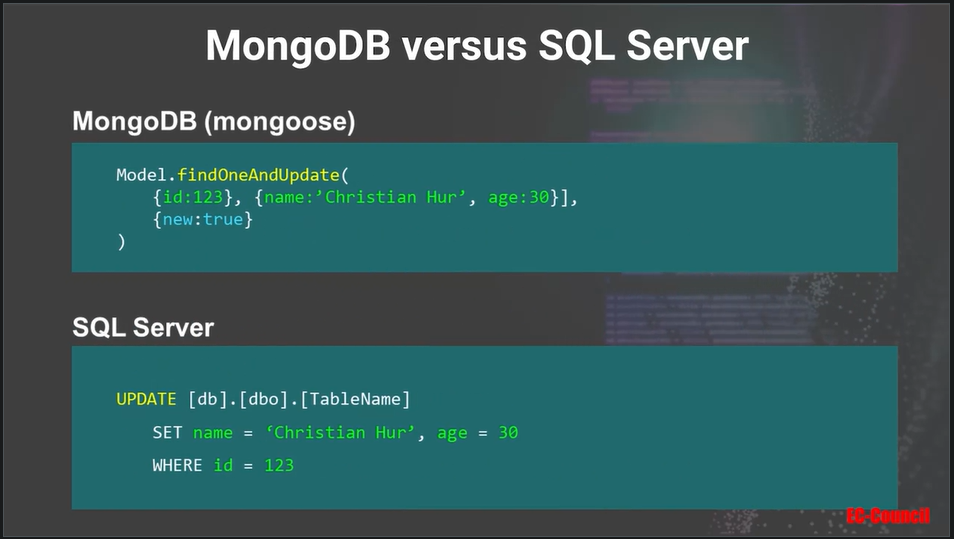 MongoDB versus SQL Server
MongoDB (mongoose)
Model.findOneAndUpdate(
{id:123}, {name:’Christian Hur’, age:30}],
{new:true}
)
SQL Server
UPDATE [db].[dbo].[TableName]
SET name = ‘Christian Hur’, age = 30
WHERE id = 123
EC-Council